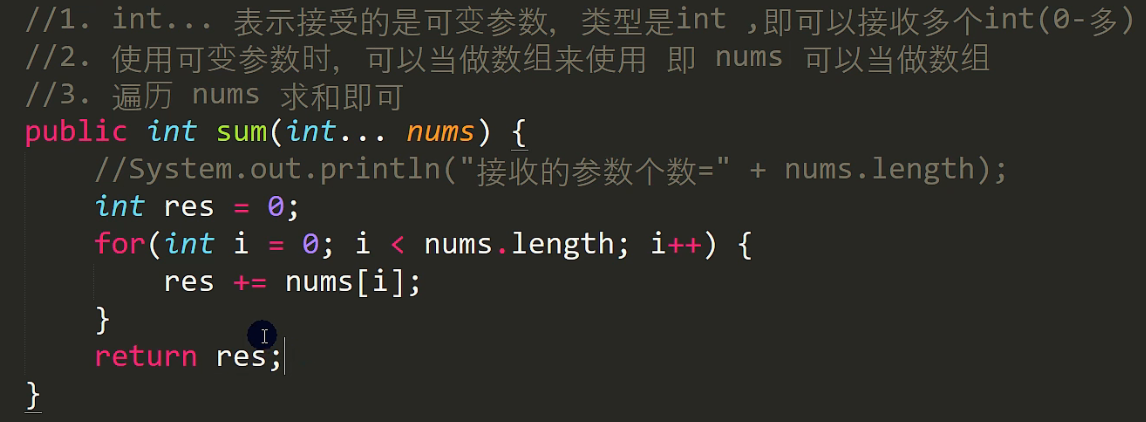 //1. int... 表示接受的是可变参数，类型是int ,即可以接收多个int(0-多)
//2. 使用可变参数时，可以当做数组来使用 即 nums 可以当做数组
//3. 遍历 nums 求和即可
public int sum(int... nums) {
    //System.out.println("接收的参数个数=" + nums.length);
    int res = 0;
    for(int i = 0; i < nums.length; i++) {
        res += nums[i];
    }
    return res;
}